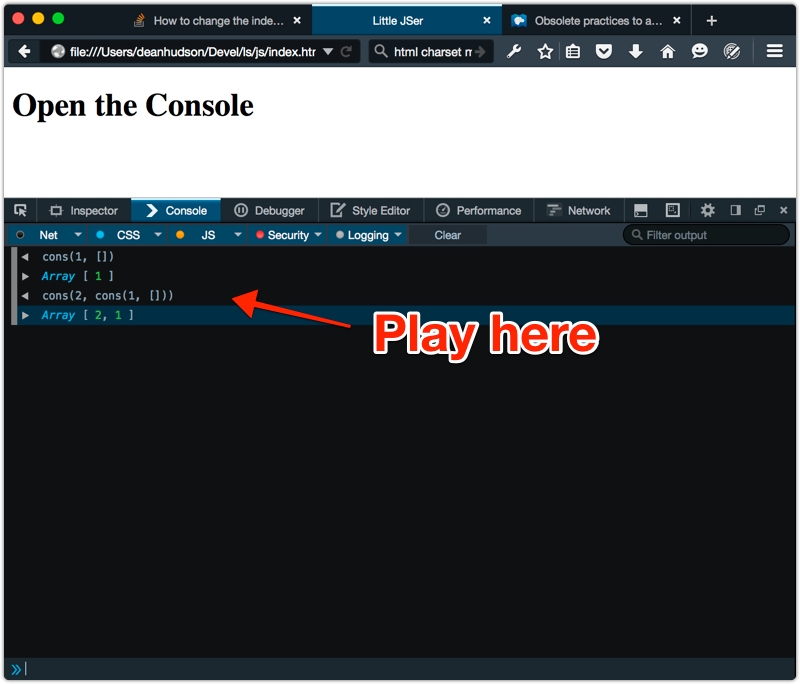 How to change the inde...
Little JSer
Obsolete practices to a...
file:///Users/deanhudson/Devel/ls/js/index.htr
html charset m
Open the Console
Inspector
Console
Debugger
Style Editor
Performance
Network
Net
CSS
JS
Security
Logging
Clear
Filter output
cons(1, [])
Array [ 1 ]
cons(2, cons(1, []))
Array [ 2, 1 ]
Play here